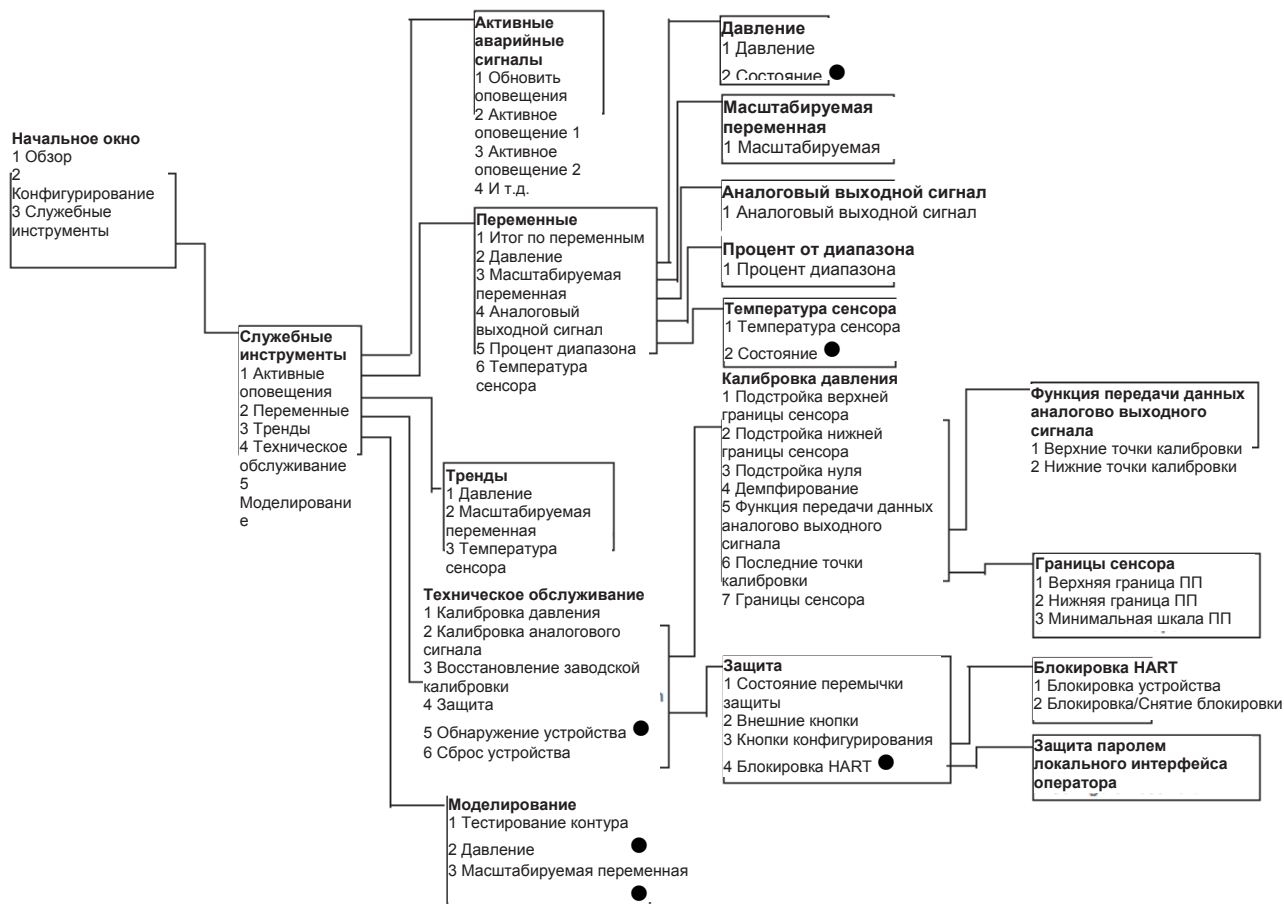 Начальное окно
1 Обзор
2
Конфигурирование
3 Служебные
инструменты
Служебные
инструменты
1 Активные
оповещения
2 Переменные
3 Тренды
4 Техническое
обслуживание
5
Моделировани
е
Активные
аварийные
сигналы
1 Обновить
оповещения
2 Активное
оповещение 1
3 Активное
оповещение 2
4 И т.д.
Переменные
1 Итог по переменным
2 Давление
3 Масштабируемая
переменная
4 Аналоговый
выходной сигнал
5 Процент диапазона
6 Температура
сенсора
Тренды
1 Давление
2 Масштабируемая
переменная
3 Температура
сенсора
Техническое обслуживание
1 Калибровка давления
2 Калибровка аналогового
сигнала
3 Восстановление заводской
калибровки
4 Защита
5 Обнаружение устройства
6 Сброс устройства
Моделирование
1 Тестирование контура
2 Давление
3 Масштабируемая переменная
Давление
1 Давление
2 Состояние
Масштабируемая
переменная
1 Масштабируемая
Аналоговый выходной сигнал
1 Аналоговый выходной сигнал
Процент от диапазона
1 Процент диапазона
Температура сенсора
1 Температура сенсора
2 Состояние
Калибровка давления
1 Подстройка верхней
границы сенсора
2 Подстройка нижней
границы сенсора
3 Подстройка нуля
4 Демпфирование
5 Функция передачи данных
аналогово выходного
сигнала
6 Последние точки
калибровки
7 Границы сенсора
Защита
1 Состояние перемычки
защиты
2 Внешние кнопки
3 Кнопки конфигурирования
4 Блокировка HART
Функция передачи данных
аналогово выходного
сигнала
1 Верхние точки калибровки
2 Нижние точки калибровки
Границы сенсора
1 Верхняя граница ПП
2 Нижняя граница ПП
3 Минимальная шкала ПП
Блокировка HART
1 Блокировка устройства
2 Блокировка/Снятие блокировки
Защита паролем
локального интерфейса
оператора